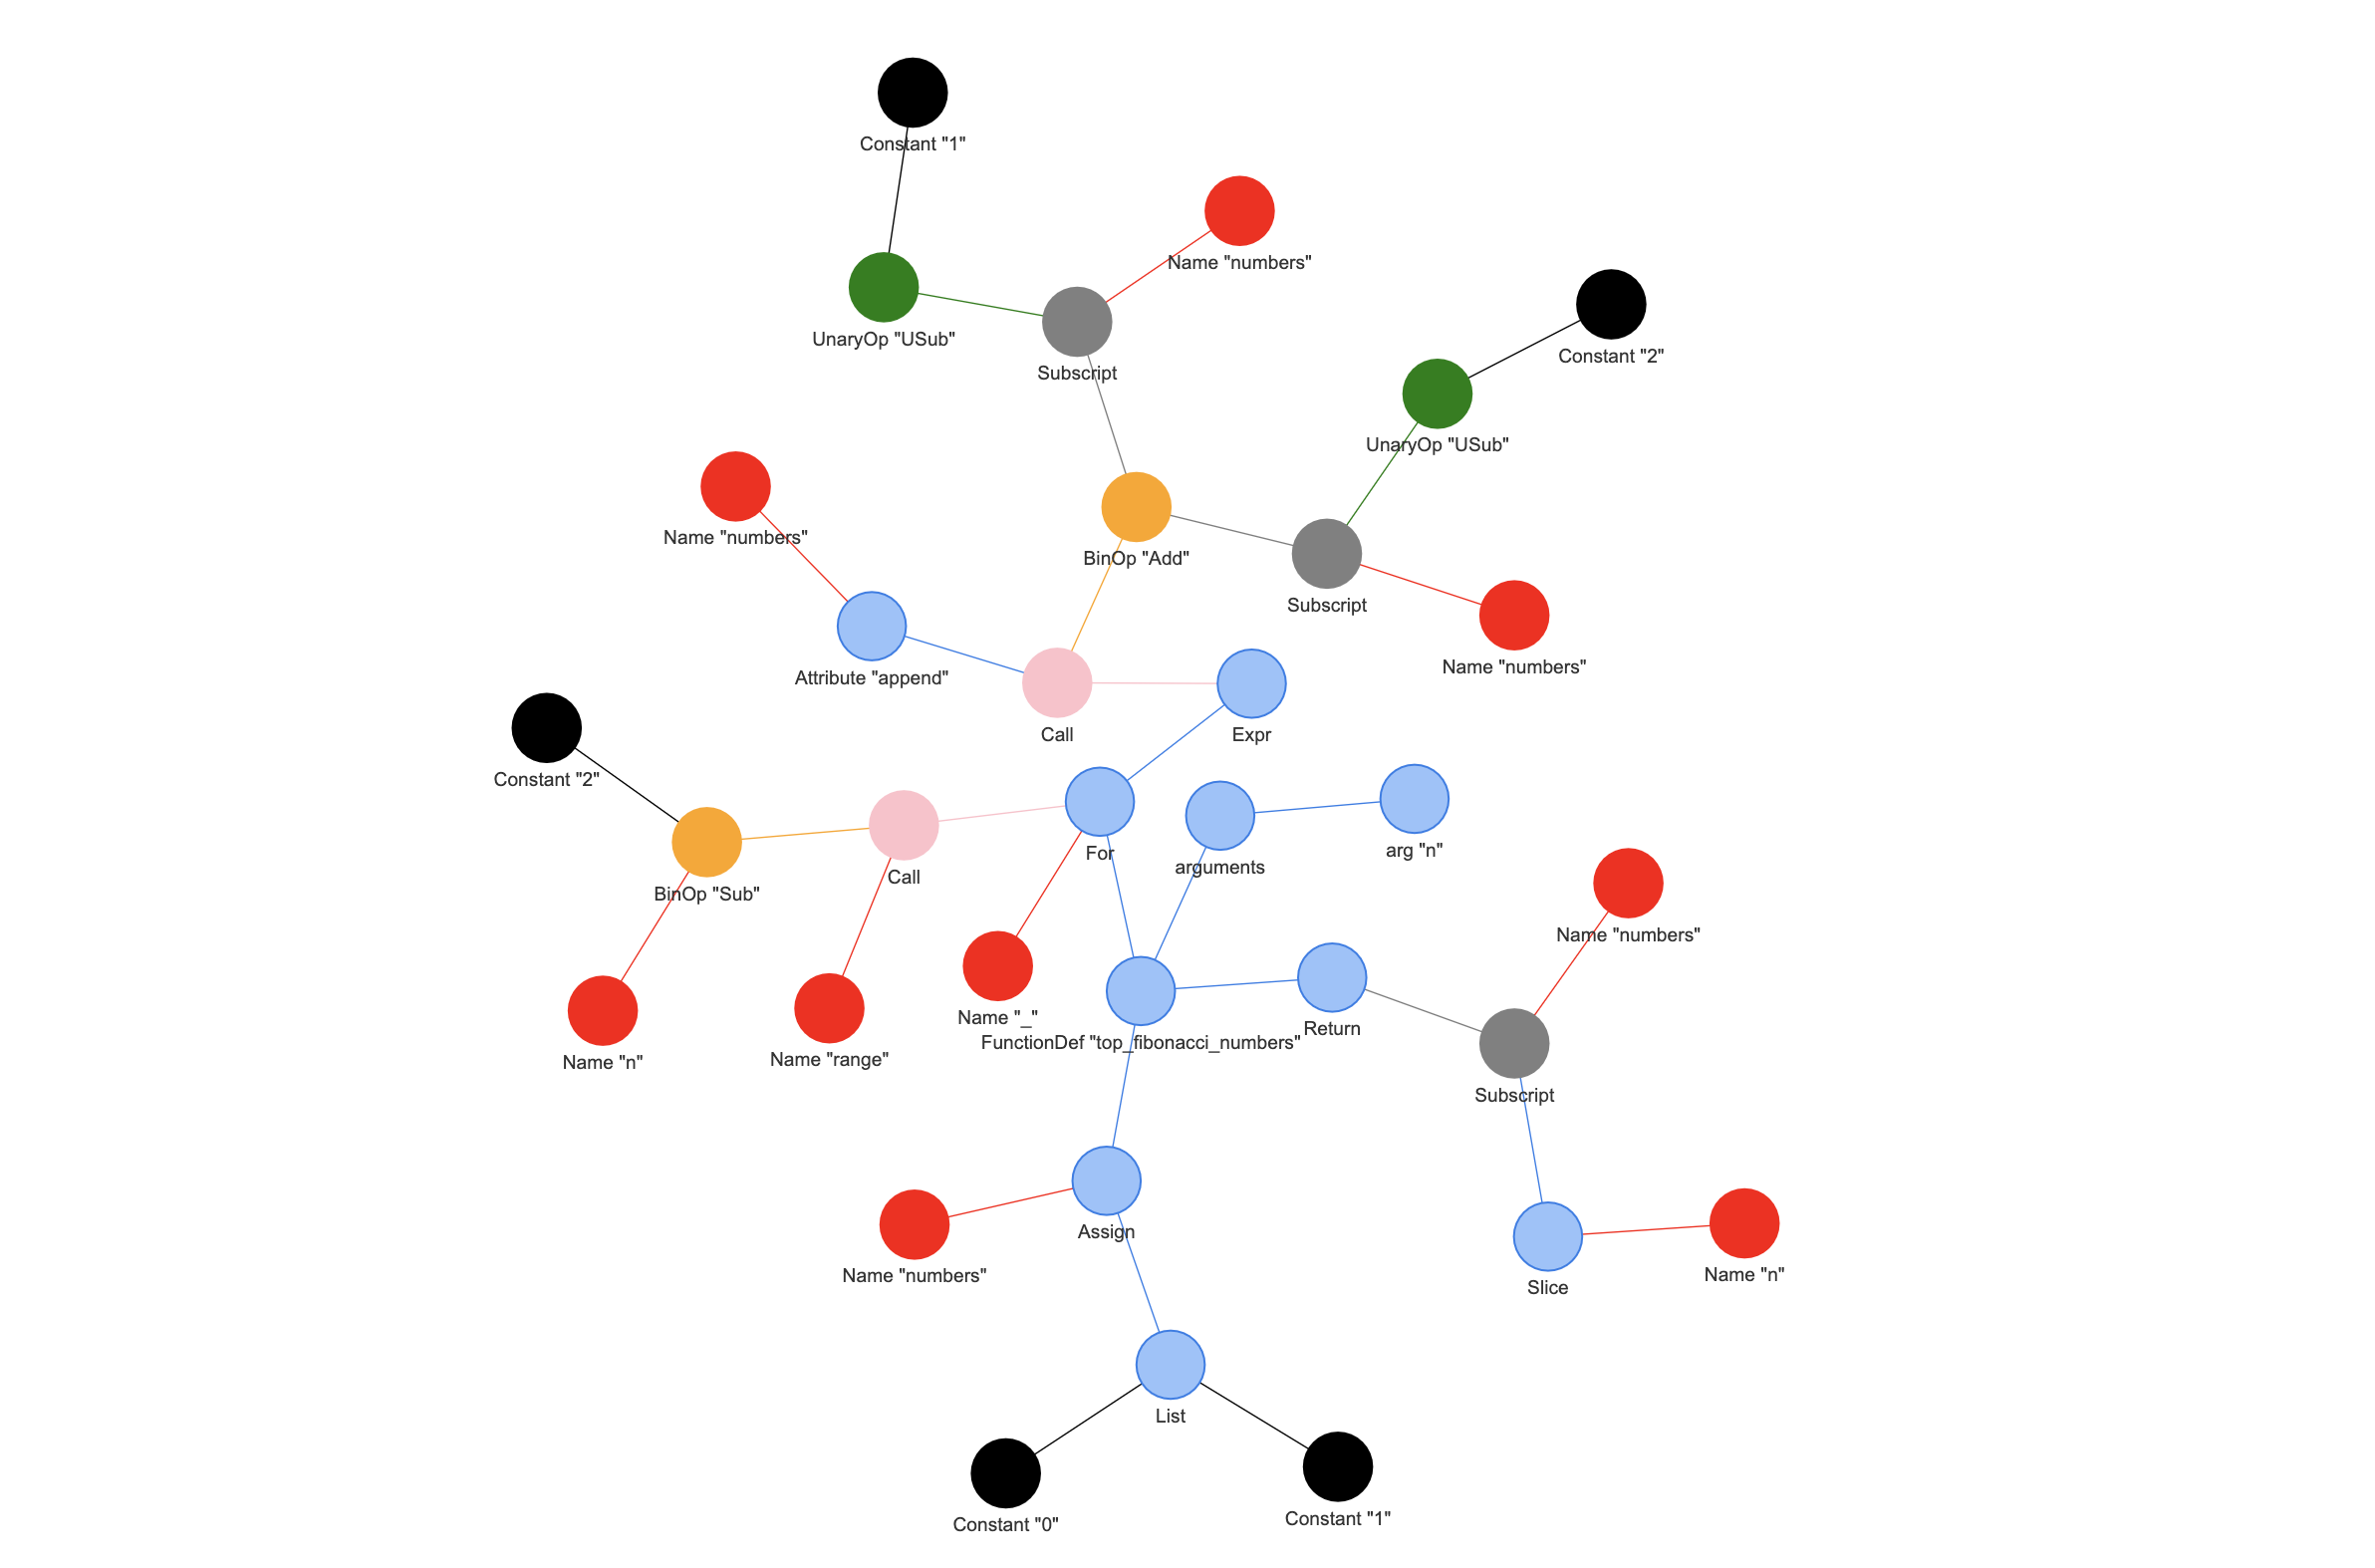 Constant "1"
Name "numbers"
UnaryOp "USub"
Constant "2"
Subscript
UnaryOp "USub"
Name "numbers"
BinOp "Add"
Subscript
Name "numbers"
Attribute "append"
Call
Expr
Constant "2"
For
arguments
arg "n"
Call
BinOp "Sub"
Name "numbers"
Name "_"
Return
FunctionDef "top_fibonacci_numbers"
Name "range"
Name "n"
Subscript
Assign
Name "numbers"
Name "n"
Slice
List
Constant "1"
Constant "0"